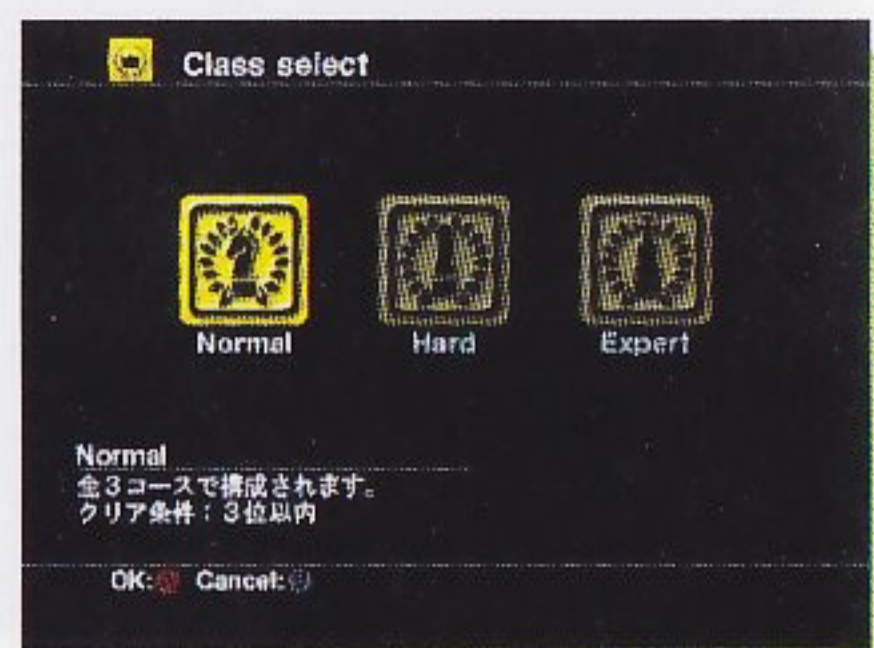 Class select
Normal
Hard
Expert
Normal
全3コースで構成されます。
クリア条件：3位以内
OK: Cancel: